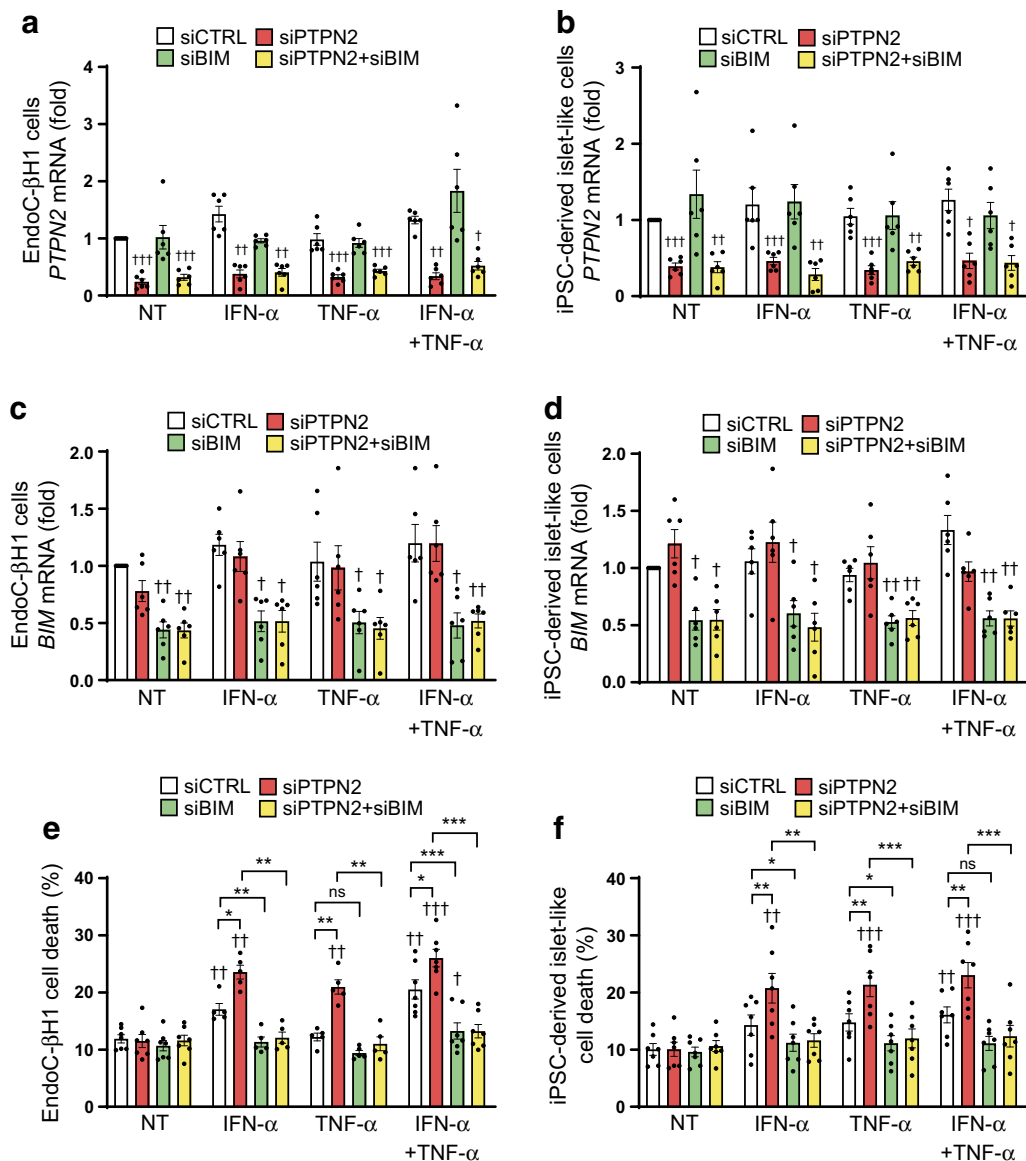 a
siCTRL siPTPN2
siBIM siPTPN2+siBIM
EndoC-βH1 cells
PTPN2 mRNA (fold)
4
3
2
1
0
†††
†††
††
††
†††
†††
††
†
NT IFN-α TNF-α IFN-α
+TNF-α
b
siCTRL siPTPN2
siBIM siPTPN2+siBIM
iPSC-derived islet-like cells
PTPN2 mRNA (fold)
3
2
1
0
†††
††
†††
††
†††
††
†
†
NT IFN-α TNF-α IFN-α
+TNF-α
c
siCTRL siPTPN2
siBIM siPTPN2+siBIM
EndoC-βH1 cells
BIM mRNA (fold)
2.0
1.5
1.0
0.5
0
††
††
†
†
†
†
†
††
NT IFN-α TNF-α IFN-α
+TNF-α
d
siCTRL siPTPN2
siBIM siPTPN2+siBIM
iPSC-derived islet-like cells
BIM mRNA (fold)
2.0
1.5
1.0
0.5
0
†
†
†
†
††
††
††
††
NT IFN-α TNF-α IFN-α
+TNF-α
e
siCTRL siPTPN2
siBIM siPTPN2+siBIM
EndoC-βH1 cell death (%)
40
30
20
10
0
**
**
*
††
††
**
ns
**
††
***
***
*
††
†††
†
NT IFN-α TNF-α IFN-α
+TNF-α
f
siCTRL siPTPN2
siBIM siPTPN2+siBIM
iPSC-derived islet-like
cell death (%)
40
30
20
10
0
**
*
**
††
***
*
**
†††
***
ns
**
††
†††
NT IFN-α TNF-α IFN-α
+TNF-α